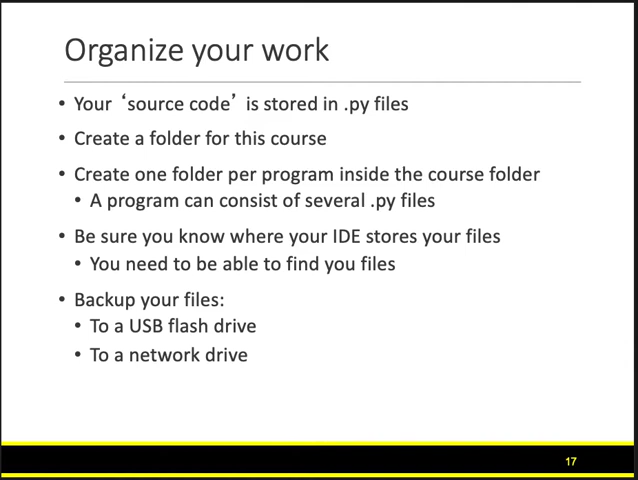 Organize your work
• Your ‘source code’ is stored in .py files
• Create a folder for this course
• Create one folder per program inside the course folder
• A program can consist of several .py files
• Be sure you know where your IDE stores your files
• You need to be able to find you files
• Backup your files:
• To a USB flash drive
• To a network drive
17